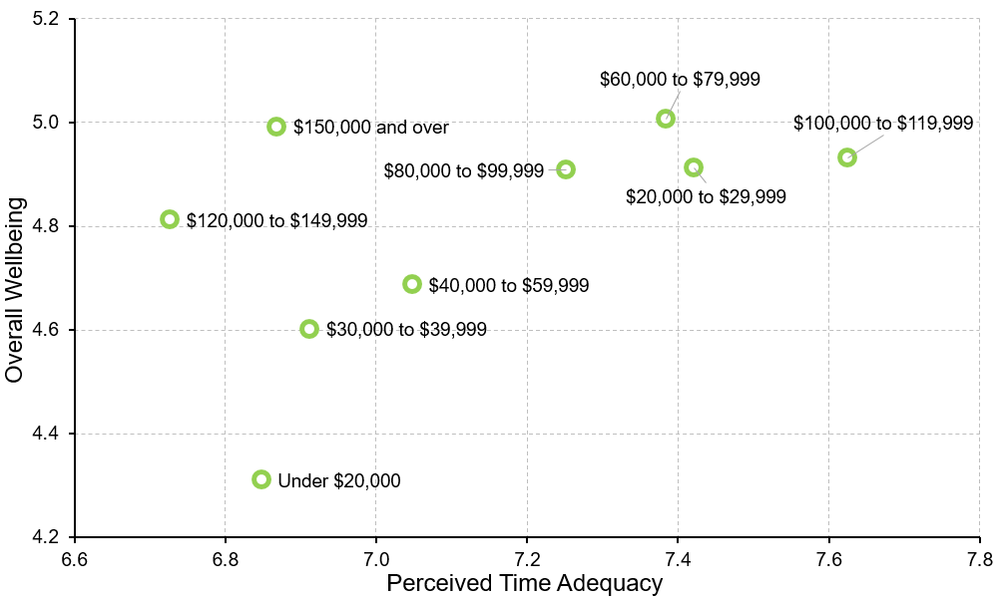 5.2
$60,000 to $79,999
5.0
$150,000 and over
$100,000 to $119,999
$80,000 to $99,999
$20,000 to $29,999
4.8
$120,000 to $149,999
Overall Wellbeing
$40,000 to $59,999
4.6
$30,000 to $39,999
4.4
Under $20,000
4.2
6.6 6.8 7.0 7.2 7.4 7.6 7.8
Perceived Time Adequacy